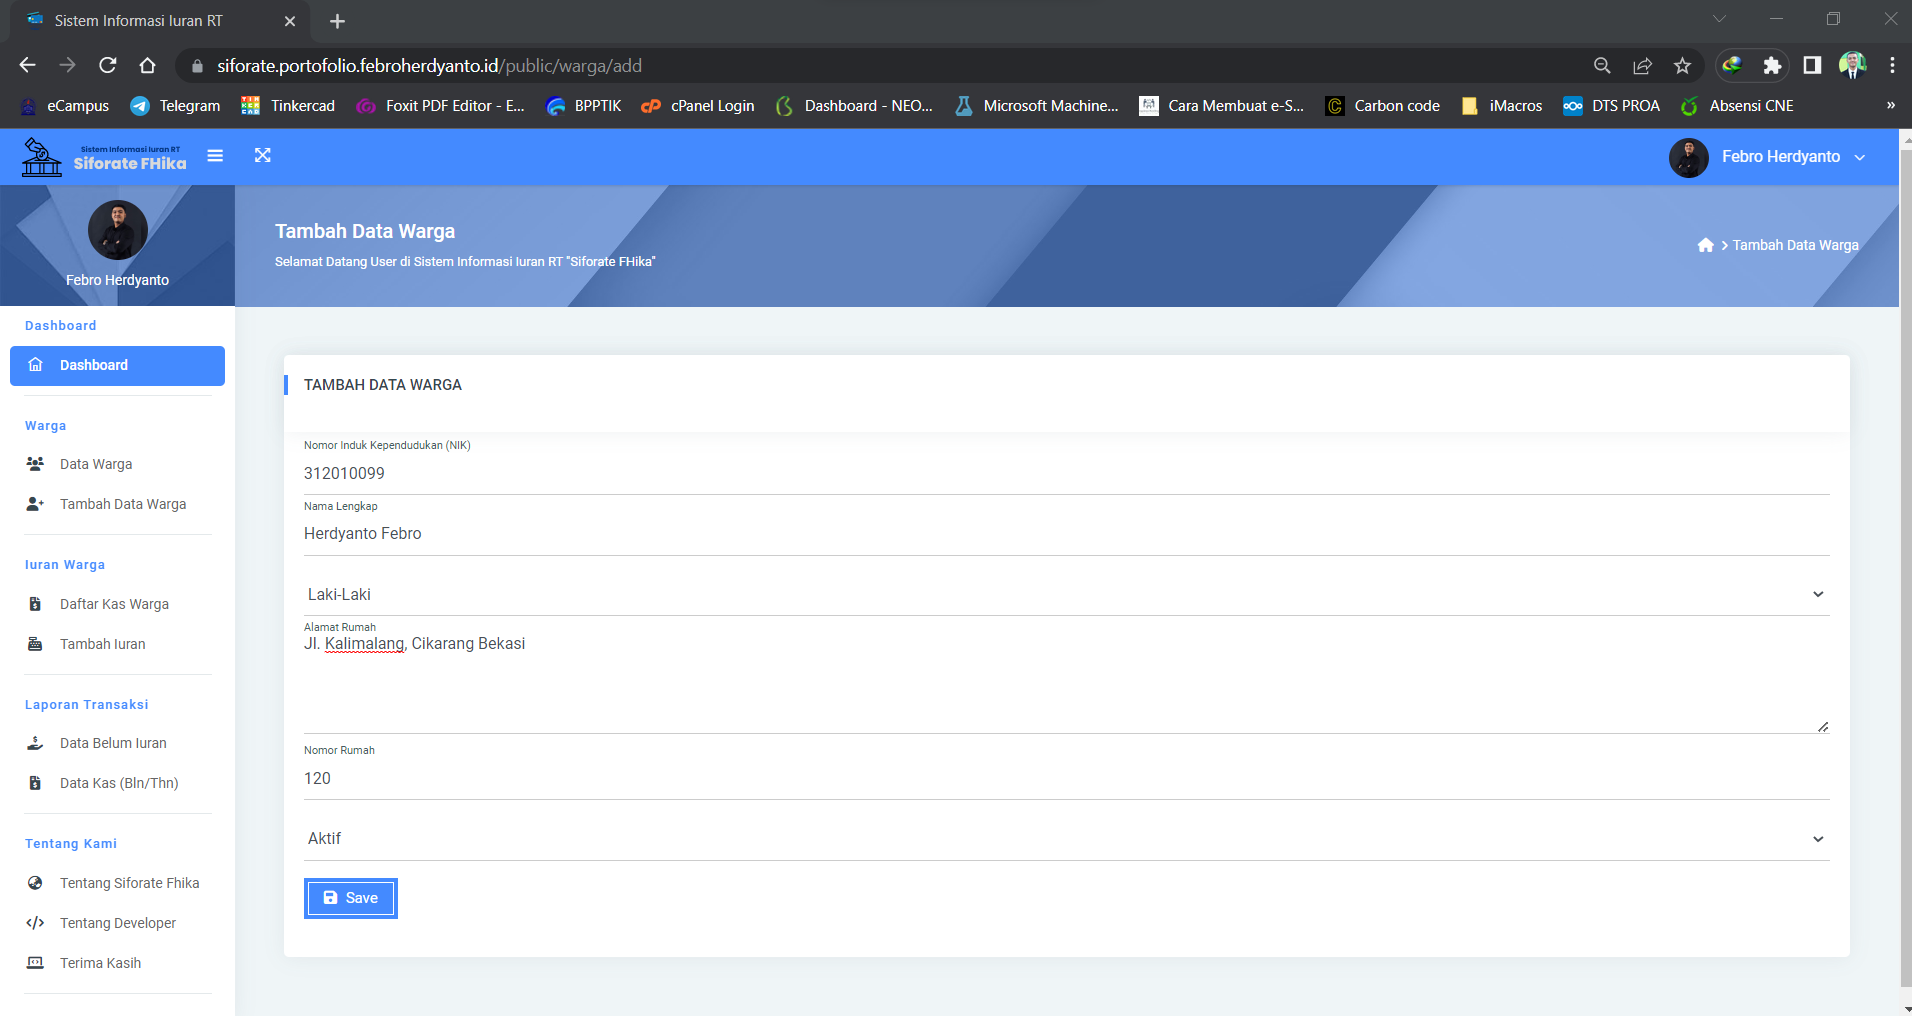 Sistem Informasi Iuran RT
siforate.portofolio.febroherdyanto.id/public/warga/add
eCampus
Telegram
Tinkercad
Foxit PDF Editor - E...
BPPTIK
cPanel Login
Dashboard - NEO...
Microsoft Machine...
Cara Membuat e-S...
Carbon code
iMacros
DTS PROA
Absensi CNE
»
Sistem Informasi Iuran RT
Siforate FHika
Febro Herdyanto
Febro Herdyanto
Tambah Data Warga
Selamat Datang User di Sistem Informasi Iuran RT "Siforate FHika"
Tambah Data Warga
Dashboard
Dashboard
Warga
Data Warga
Tambah Data Warga
Iuran Warga
Daftar Kas Warga
Tambah Iuran
Laporan Transaksi
Data Belum Iuran
Data Kas (Bln/Thn)
Tentang Kami
Tentang Siforate Fhika
Tentang Developer
Terima Kasih
TAMBAH DATA WARGA
Nomor Induk Kependudukan (NIK)
312010099
Nama Lengkap
Herdyanto Febro
Laki-Laki
Alamat Rumah
Jl. Kalimalang, Cikarang Bekasi
Nomor Rumah
120
Aktif
Save